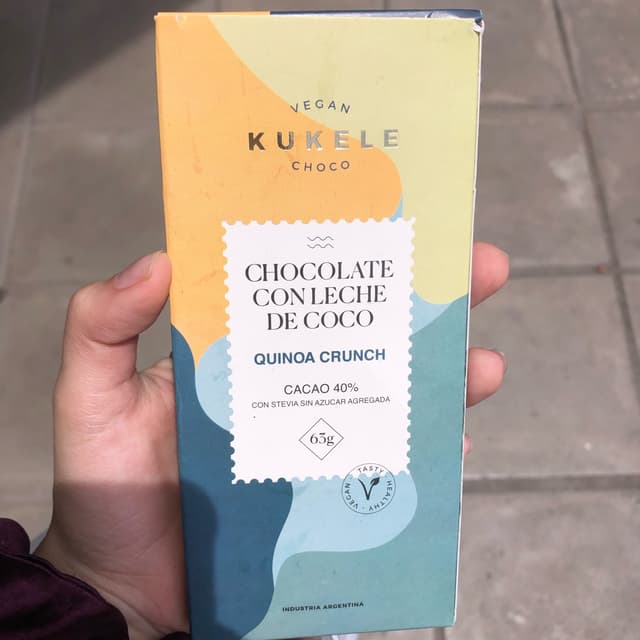 VEGAN
KUKELE
CHOCO
CHOCOLATE
CON LECHE
DE COCO
QUINOA CRUNCH
CACAO 40%
CON STEVIA SIN AZUCAR AGREGADA
65g
TASTY HEALTHY VEGAN
INDUSTRIA ARGENTINA